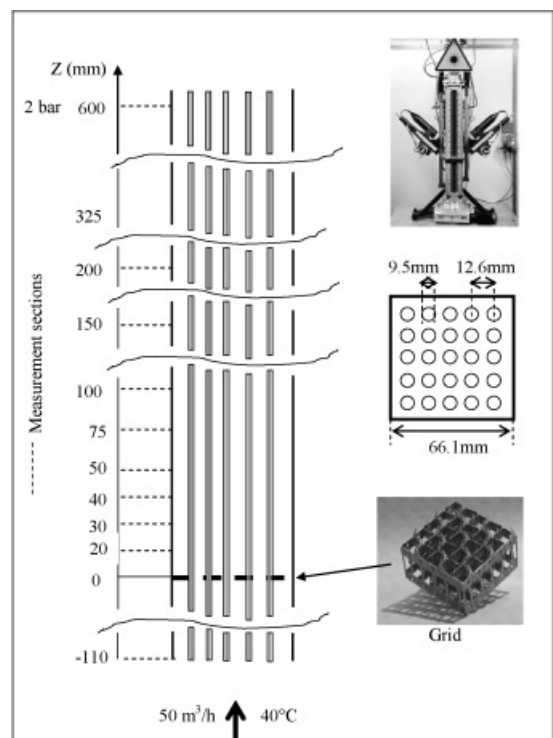 Z (mm)
2 bar
600
325
200
150
100
75
50
40
30
20
0
-110
Measurement sections
9.5mm
12.6mm
66.1mm
Grid
50 m³/h
40°C